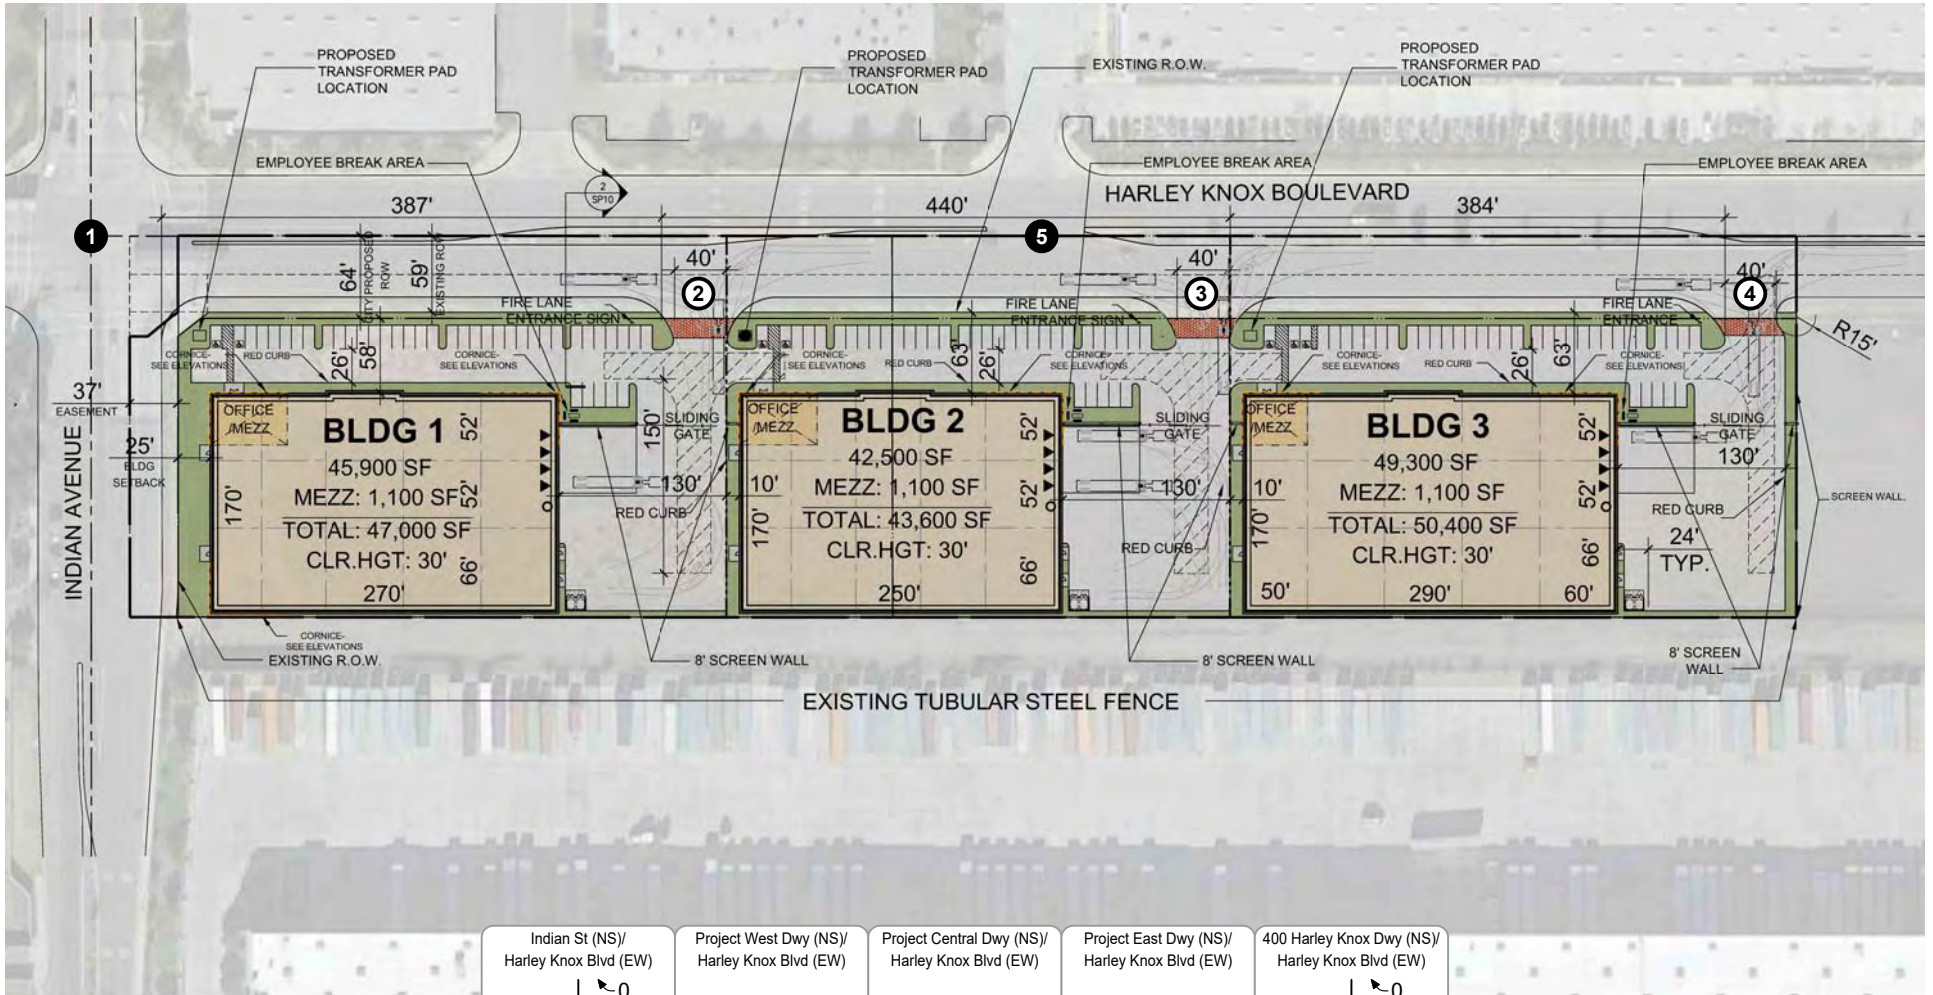 PROPOSED
TRANSFORMER PAD
LOCATION
PROPOSED
TRANSFORMER PAD
LOCATION
EXISTING R.O.W.
PROPOSED
TRANSFORMER PAD
LOCATION
EMPLOYEE BREAK AREA
EMPLOYEE BREAK AREA
EMPLOYEE BREAK AREA
2
SP10
HARLEY KNOX BOULEVARD
387'
440'
384'
1
5
64'
CITY PROPOSED
ROW
59'
EXISTING ROW
40'
40'
40'
2
3
4
FIRE LANE
ENTRANCE SIGN
FIRE LANE
ENTRANCE SIGN
FIRE LANE
ENTRANCE
R15'
CORNICE-
SEE ELEVATIONS
RED CURB
26'
58'
CORNICE-
SEE ELEVATIONS
CORNICE-
SEE ELEVATIONS
RED CURB
63'
26'
CORNICE-
SEE ELEVATIONS
CORNICE-
SEE ELEVATIONS
RED CURB
26'
63'
CORNICE-
SEE ELEVATIONS
37'
EASEMENT
25'
BLDG
SETBACK
INDIAN AVENUE
OFFICE
/MEZZ
BLDG 1
45,900 SF
MEZZ: 1,100 SF
TOTAL: 47,000 SF
CLR.HGT: 30'
270'
170'
52'
52'
66'
150'
SLIDING
GATE
130'
RED CURB
OFFICE
/MEZZ
BLDG 2
42,500 SF
MEZZ: 1,100 SF
TOTAL: 43,600 SF
CLR.HGT: 30'
250'
10'
170'
52'
52'
66'
SLIDING
GATE
130'
RED CURB
OFFICE
/MEZZ
BLDG 3
49,300 SF
MEZZ: 1,100 SF
TOTAL: 50,400 SF
CLR.HGT: 30'
50'
290'
60'
10'
170'
52'
52'
66'
SLIDING
GATE
130'
RED CURB
24'
TYP.
SCREEN WALL
CORNICE-
SEE ELEVATIONS
EXISTING R.O.W.
8' SCREEN WALL
8' SCREEN WALL
8' SCREEN
WALL
EXISTING TUBULAR STEEL FENCE
Indian St (NS)/
Harley Knox Blvd (EW)
0
Project West Dwy (NS)/
Harley Knox Blvd (EW)
Project Central Dwy (NS)/
Harley Knox Blvd (EW)
Project East Dwy (NS)/
Harley Knox Blvd (EW)
400 Harley Knox Dwy (NS)/
Harley Knox Blvd (EW)
0